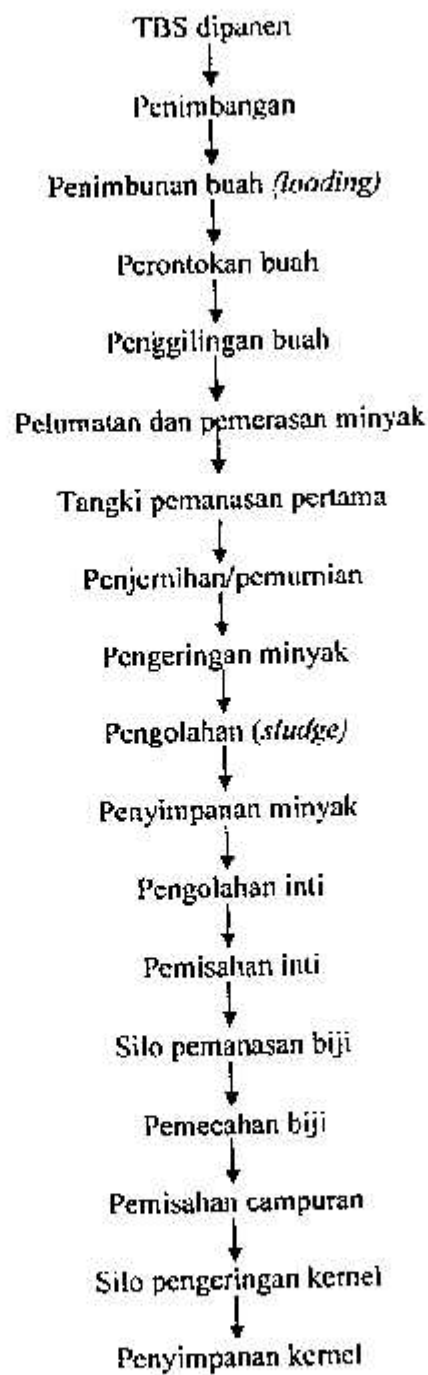 TBS dipanen
Penimbangan
Penimbunan buah (loading)
Perontokan buah
Penggilingan buah
Pelumatan dan pemerasan minyak
Tangki pemanasan pertama
Penjernihan/pemurnian
Pengeringan minyak
Pengolahan (sludge)
Penyimpanan minyak
Pengolahan inti
Pemisahan inti
Silo pemanasan biji
Pemecahan biji
Pemisahan campuran
Silo pengeringan kernel
Penyimpanan kernel